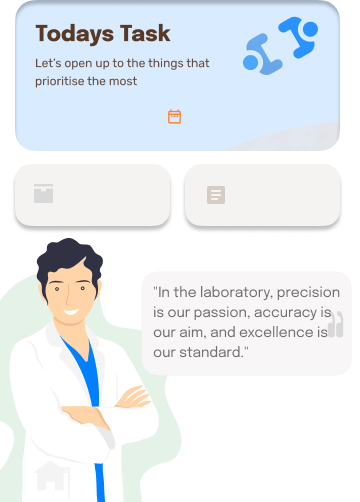 Todays Task
Let's open up to the things that
prioritise the most
"In the laboratory, precision
is our passion, accuracy is
our aim, and excellence is
our standard."